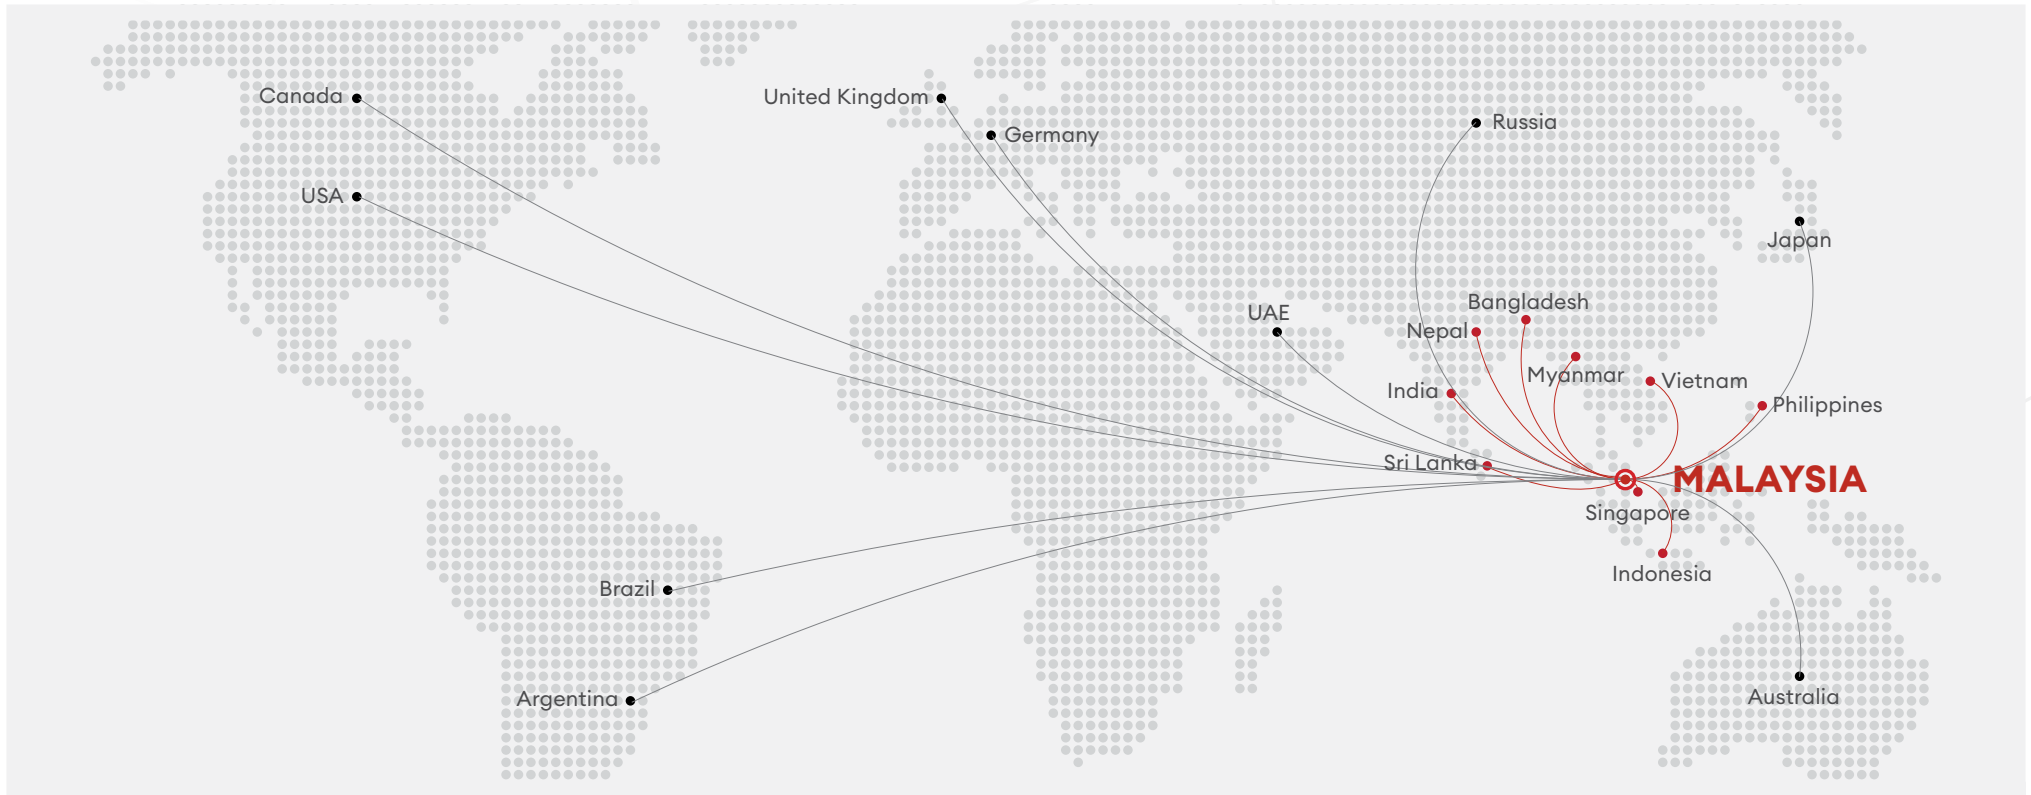 Canada
United Kingdom
Russia
Germany
USA
Japan
Bangladesh
UAE
Nepal
Myanmar
Vietnam
India
Philippines
Sri Lanka
MALAYSIA
Singapore
Indonesia
Brazil
Australia
Argentina